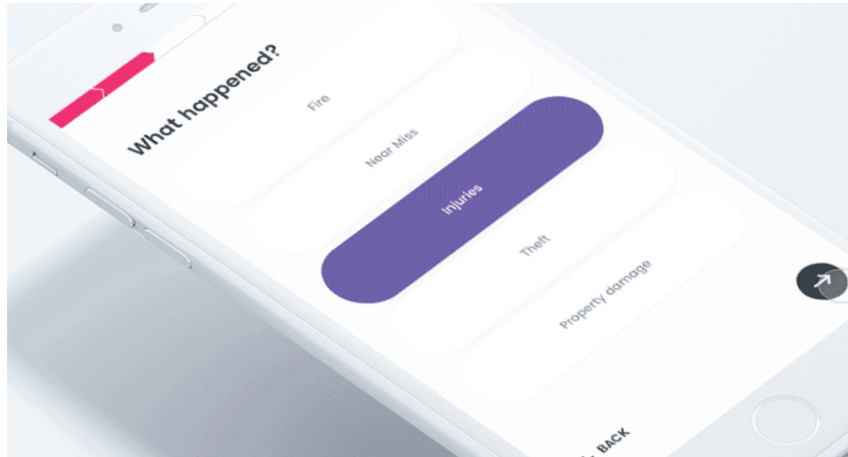 What happened?
Fire
Near Miss
Injuries
Theft
Property damage
BACK